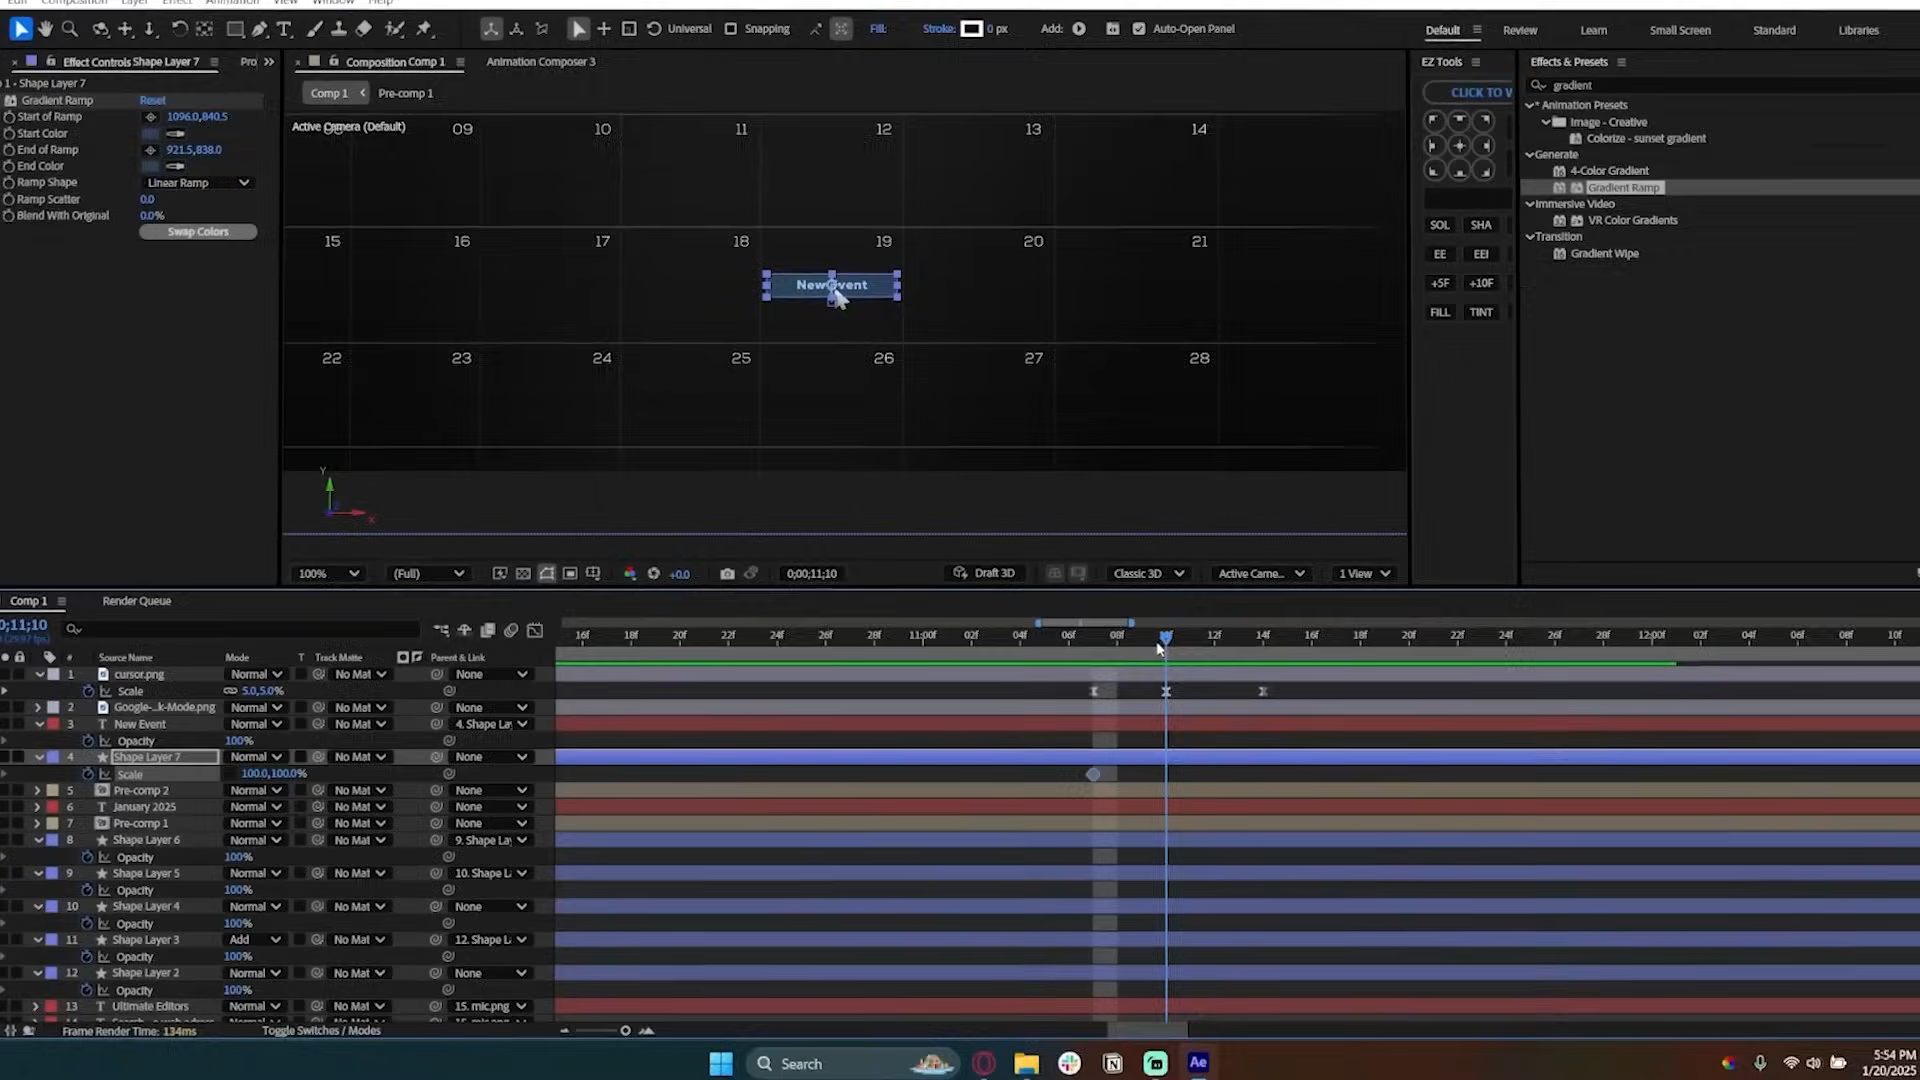 Edit Composition Layer Effect Animation View Window Help
Universal Snapping Fill: Stroke: 0 px Add: Auto-Open Panel
Default Review Learn Small Screen Standard Libraries
Effect Controls Shape Layer 7 Pro
1 - Shape Layer 7
Gradient Ramp Reset
Start of Ramp 1096.0,840.5
Start Color
End of Ramp 921.5,838.0
End Color
Ramp Shape Linear Ramp
Ramp Scatter 0.0
Blend With Original 0.0%
Swap Colors
Composition Comp 1 Animation Composer 3
Comp 1 Pre-comp 1
Active Camera (Default)
08 09 10 11 12 13 14
15 16 17 18 19 20 21
New Event
22 23 24 25 26 27 28
Y
X
100% (Full) +0.0 0;00;11;10 Draft 3D Classic 3D Active Came... 1 View
EZ Tools
CLICK TO V
SOL SHA
EE EEI
+5F +10F
FILL TINT
Effects & Presets
gradient
* Animation Presets
Image - Creative
Colorize - sunset gradient
Generate
4-Color Gradient
Gradient Ramp
Immersive Video
VR Color Gradients
Transition
Gradient Wipe
Comp 1 Render Queue
0;11;10
(29.97 fps)
16f 18f 20f 22f 24f 26f 28f 11:00f 02f 04f 06f 08f 12f 14f 16f 18f 20f 22f 24f 26f 28f 12:00f 02f 04f 06f 08f 10f
# Source Name Mode T Track Matte Parent & Link
1 cursor.png Normal No Mat None
Scale 5.0,5.0%
2 Google-...k-Mode.png Normal No Mat None
3 T New Event Normal No Mat 4. Shape Lay
Opacity 100%
4 Shape Layer 7 Normal No Mat None
Scale 100.0,100.0%
5 Pre-comp 2 Normal No Mat None
6 T January 2025 Normal No Mat None
7 Pre-comp 1 Normal No Mat None
8 Shape Layer 6 Normal No Mat 9. Shape Lay
Opacity 100%
9 Shape Layer 5 Normal No Mat 10. Shape L
Opacity 100%
10 Shape Layer 4 Normal No Mat None
Opacity 100%
11 Shape Layer 3 Add No Mat 12. Shape L
Opacity 100%
12 Shape Layer 2 Normal No Mat None
Opacity 100%
13 T Ultimate Editors Normal No Mat 15. mic.png
Frame Render Time: 134ms Toggle Switches / Modes
Search
Ae
5:54 PM
1/20/2025